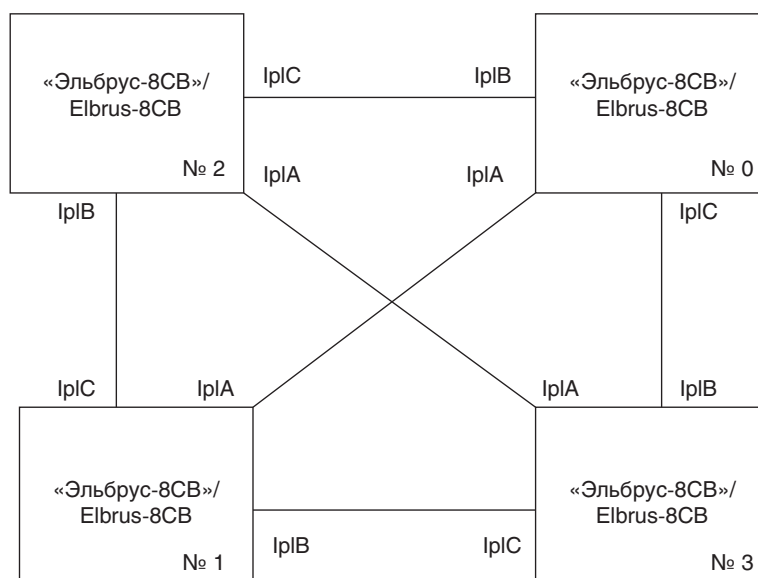 «Эльбрус-8СВ»/
Elbrus-8CB
№ 2
IplC
IplB
«Эльбрус-8СВ»/
Elbrus-8CB
№ 0
IplA
IplA
IplB
IplC
IplC
IplA
IplA
IplB
«Эльбрус-8СВ»/
Elbrus-8CB
№ 1
IplB
IplC
«Эльбрус-8СВ»/
Elbrus-8CB
№ 3